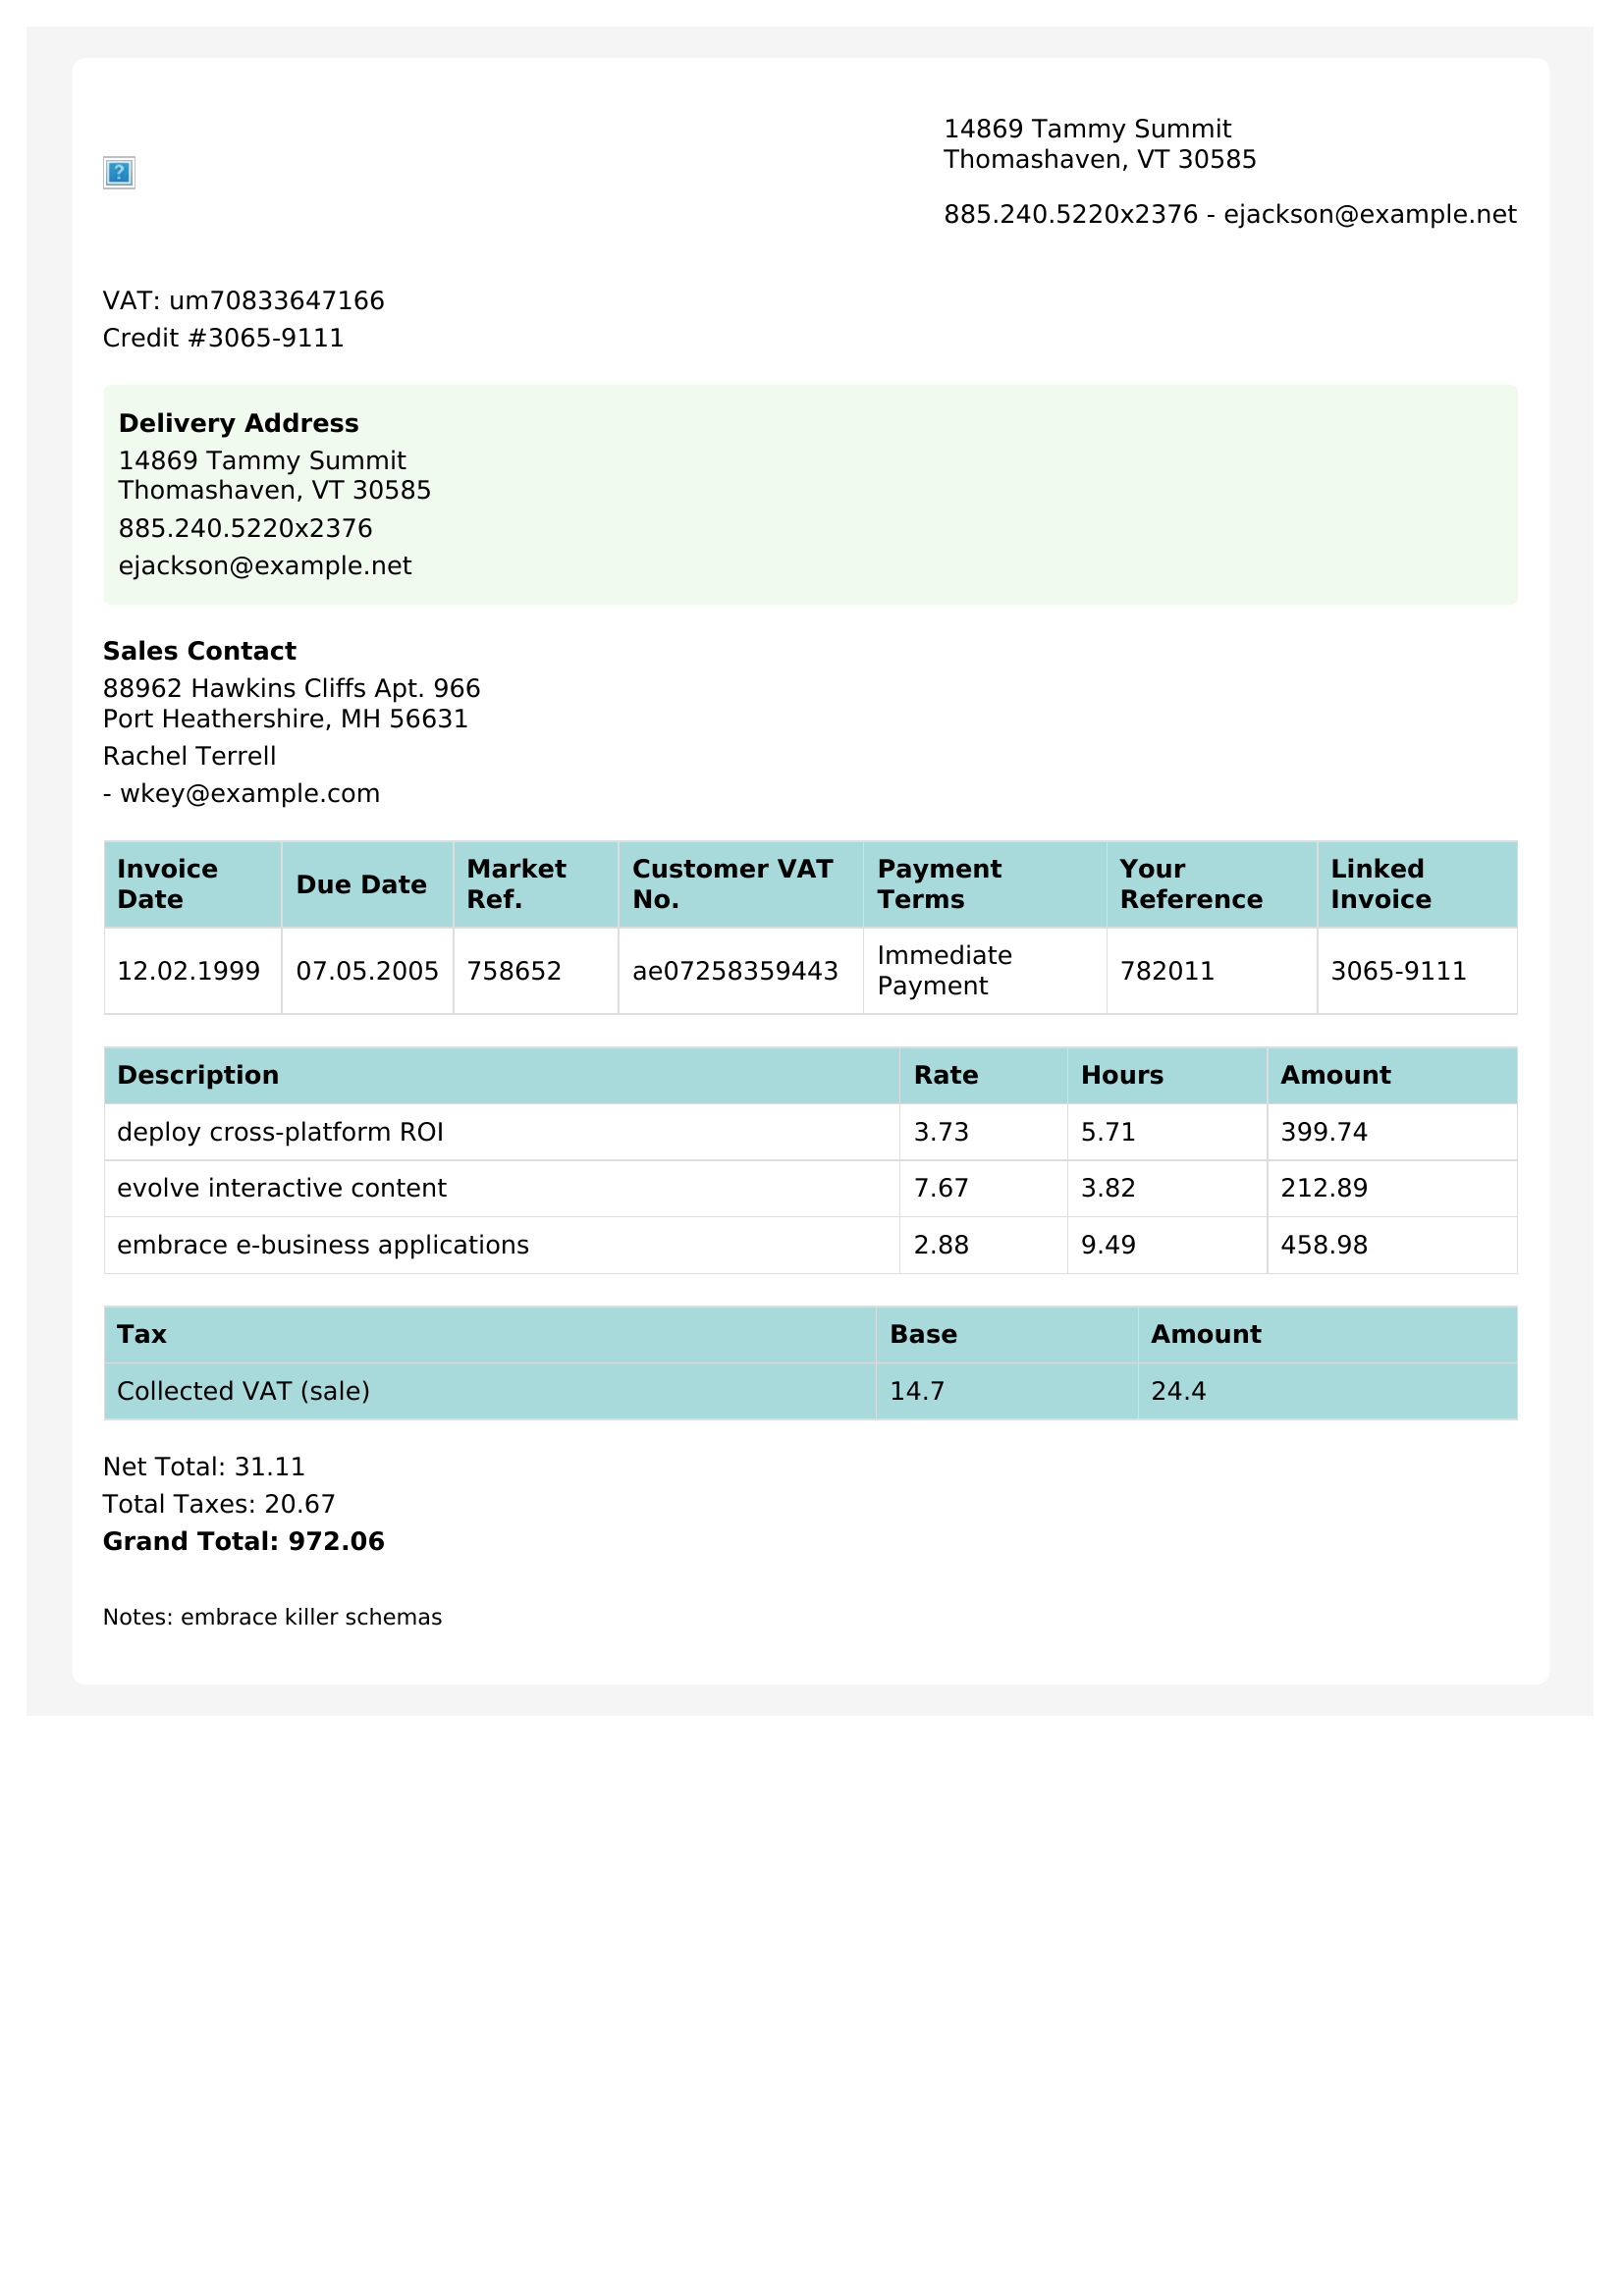 14869 Tammy Summit
Thomashaven, VT 30585
885.240.5220x2376 - ejackson@example.net
VAT: um70833647166
Credit #3065-9111
Delivery Address
14869 Tammy Summit
Thomashaven, VT 30585
885.240.5220x2376
ejackson@example.net
Sales Contact
88962 Hawkins Cliffs Apt. 966
Port Heathershire, MH 56631
Rachel Terrell
- wkey@example.com
Invoice Date Due Date Market Ref. Customer VAT No. Payment Terms Your Reference Linked Invoice
12.02.1999 07.05.2005 758652 ae07258359443 Immediate Payment 782011 3065-9111
Description Rate Hours Amount
deploy cross-platform ROI 3.73 5.71 399.74
evolve interactive content 7.67 3.82 212.89
embrace e-business applications 2.88 9.49 458.98
Tax Base Amount
Collected VAT (sale) 14.7 24.4
Net Total: 31.11
Total Taxes: 20.67
Grand Total: 972.06
Notes: embrace killer schemas